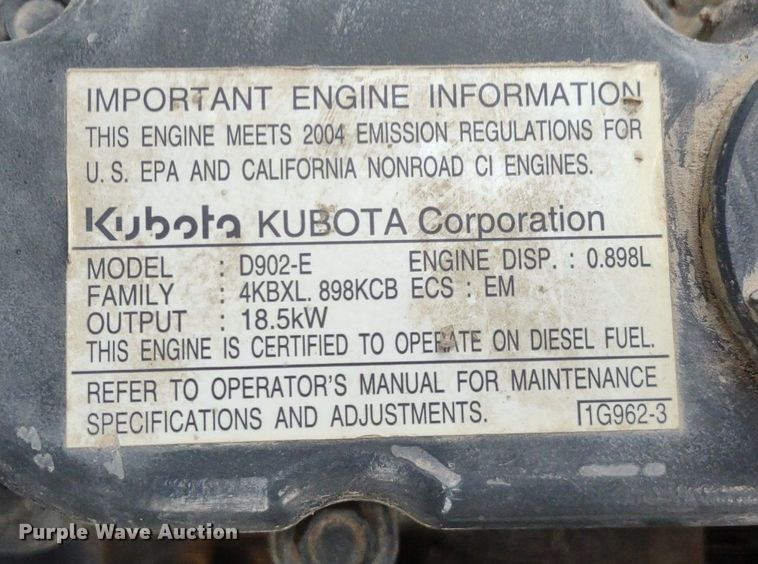 IMPORTANT ENGINE INFORMATION
THIS ENGINE MEETS 2004 EMISSION REGULATIONS FOR
U.S. EPA AND CALIFORNIA NONROAD CI ENGINES.
Kubota KUBOTA Corporation
MODEL : D902-E ENGINE DISP. : 0.898L
FAMILY : 4KBXL. 898KCB ECS : EM
OUTPUT : 18.5kW
THIS ENGINE IS CERTIFIED TO OPERATE ON DIESEL FUEL.
REFER TO OPERATOR'S MANUAL FOR MAINTENANCE
SPECIFICATIONS AND ADJUSTMENTS. 1G962-3
Purple Wave Auction